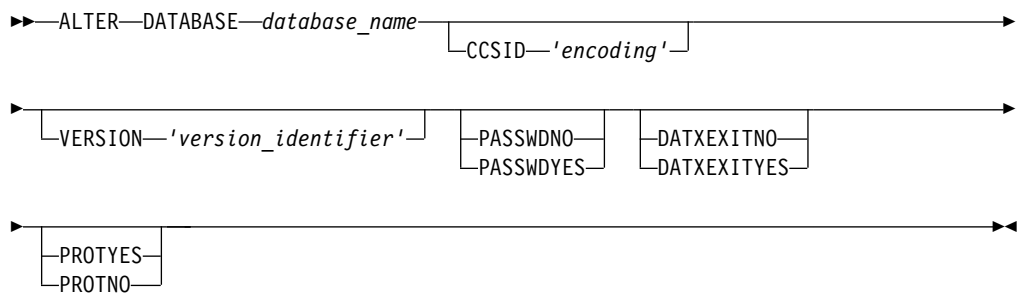 ALTER DATABASE database_name
CCSID 'encoding'
VERSION 'version_identifier'
PASSWDNO
PASSWDYES
DATXEXITNO
DATXEXITYES
PROTYES
PROTNO